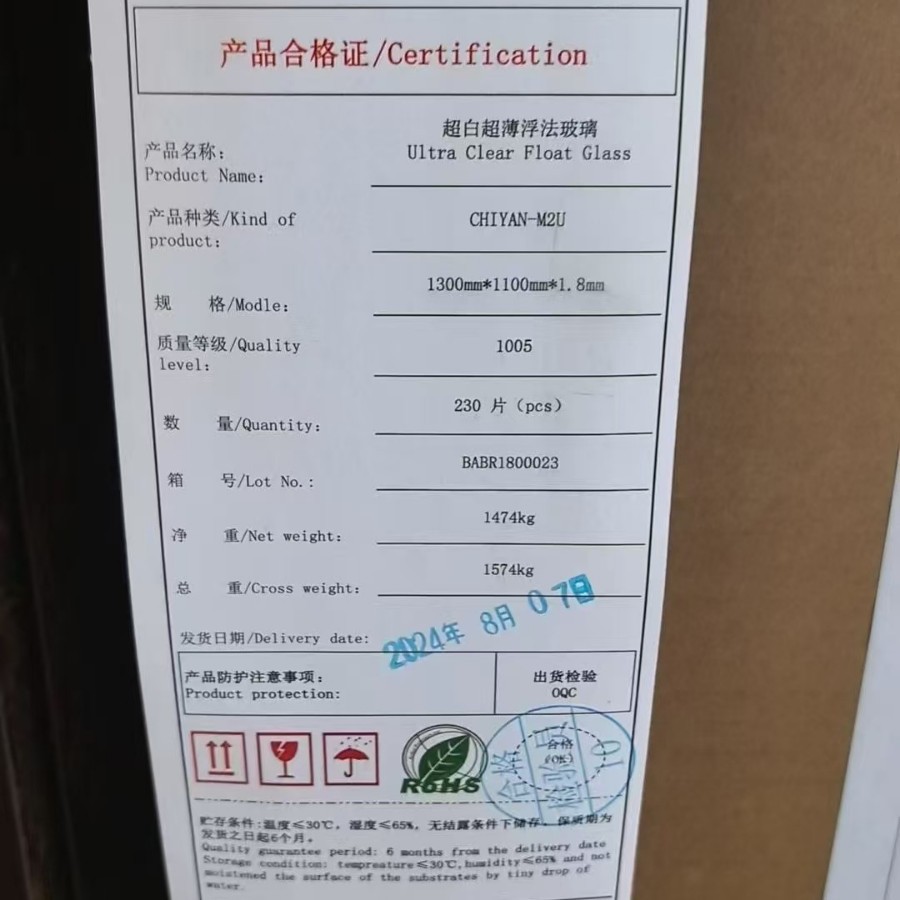 产品合格证/Certification
超白超薄浮法玻璃
产品名称:
Ultra Clear Float Glass
Product Name:
产品种类/Kind of
CHIYAN-M2U
product:
1300mm*1100mm*1.8mm
规 格/Modle:
质量等级/Quality
1005
level:
230 片（pcs）
数 量/Quantity:
BABR1800023
箱 号/Lot No.:
1474kg
净 重/Net weight:
1574kg
总 重/Cross weight:
发货日期/Delivery date:
2024年 8月 07日
产品防护注意事项:
Product protection:
出货检验
OQC
RoHS
合格
(OK)
合格
检验员
10
贮存条件:温度≤30℃, 湿度≤65%, 无结露条件下储存. 保质期为
发货之日起6个月.
Quality guarantee period: 6 months from the delivery date
Storage condition: tempreature≤30℃,humidity≤65% and not
moistened the surface of the substrates by tiny drop of
water.